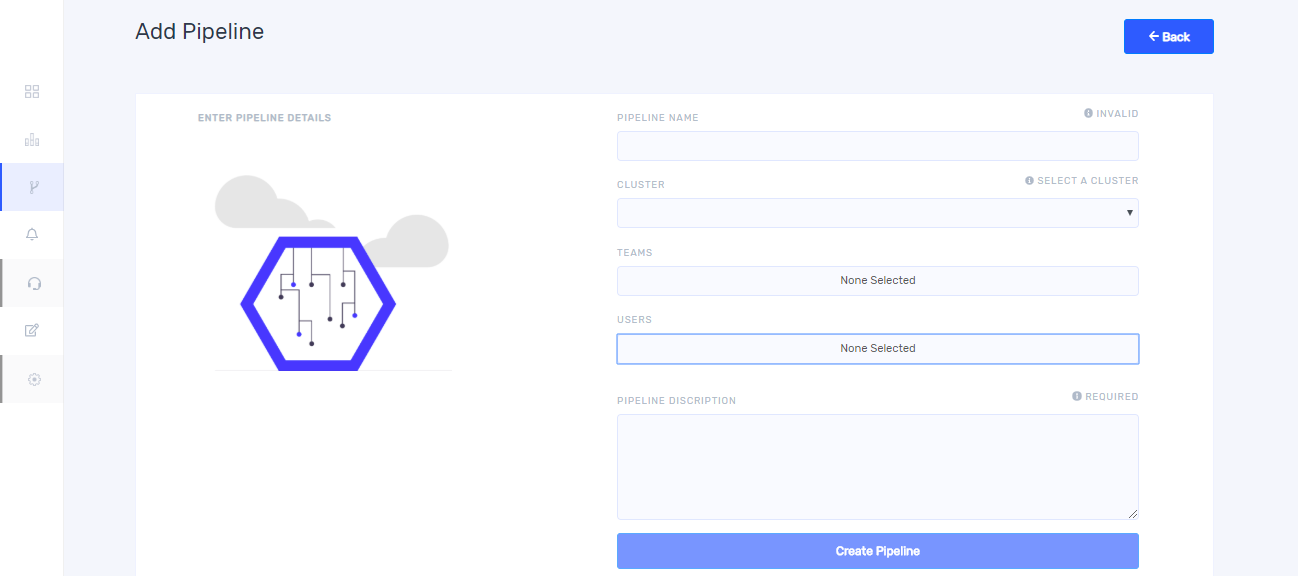 Add Pipeline
Back
ENTER PIPELINE DETAILS
PIPELINE NAME
INVALID
CLUSTER
SELECT A CLUSTER
TEAMS
None Selected
USERS
None Selected
PIPELINE DISCRIPTION
REQUIRED
Create Pipeline